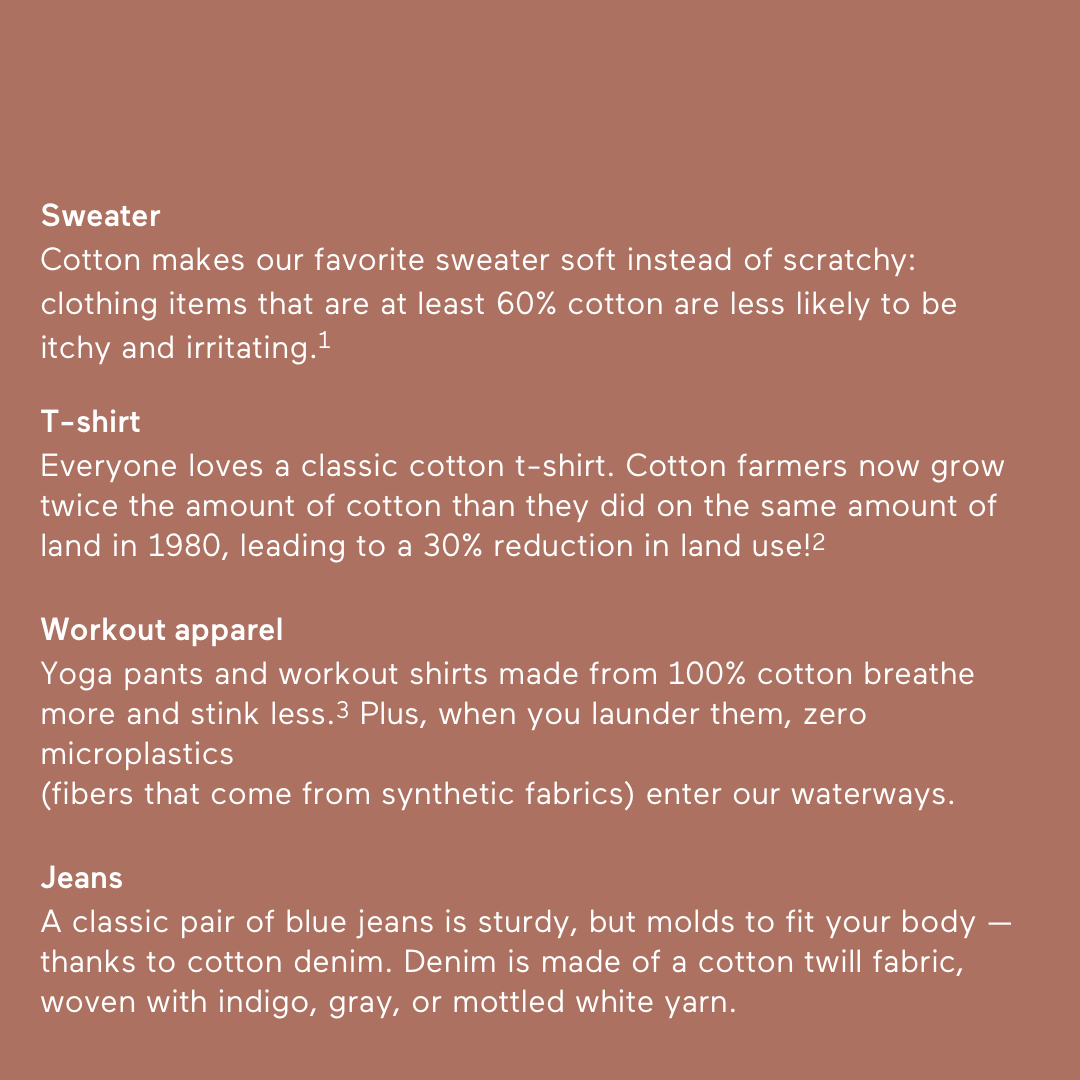 Sweater
Cotton makes our favorite sweater soft instead of scratchy:
clothing items that are at least 60% cotton are less likely to be
itchy and irritating.¹
T-shirt
Everyone loves a classic cotton t-shirt. Cotton farmers now grow
twice the amount of cotton than they did on the same amount of
land in 1980, leading to a 30% reduction in land use!²
Workout apparel
Yoga pants and workout shirts made from 100% cotton breathe
more and stink less.³ Plus, when you launder them, zero
microplastics
(fibers that come from synthetic fabrics) enter our waterways.
Jeans
A classic pair of blue jeans is sturdy, but molds to fit your body —
thanks to cotton denim. Denim is made of a cotton twill fabric,
woven with indigo, gray, or mottled white yarn.